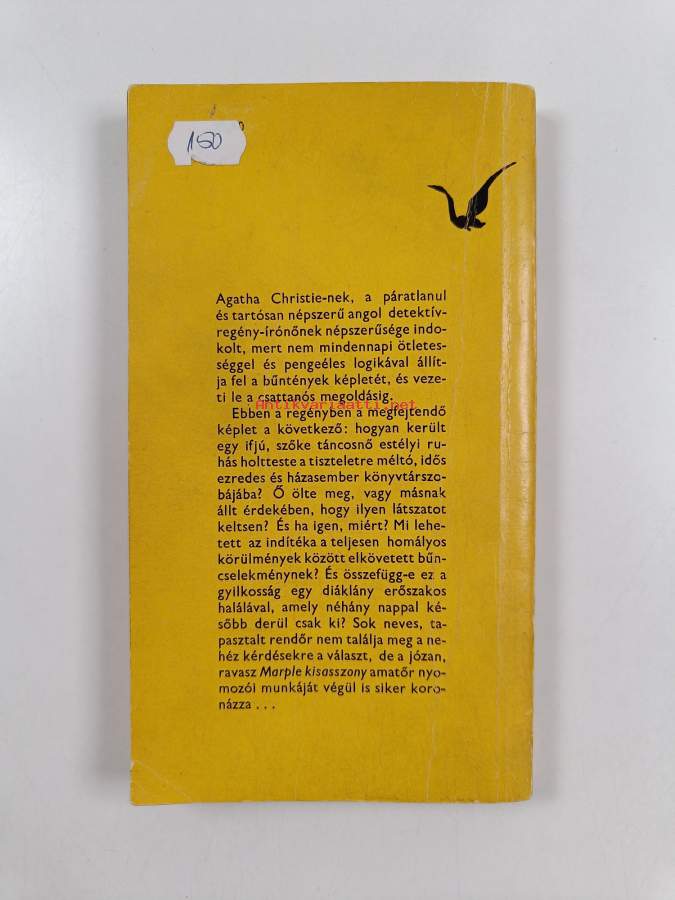 150
Agatha Christie-nek, a páratlanul
és tartósan népszerű angol detektív-
regény-írónőnek népszerűsége indo-
kolt, mert nem mindennapi ötletes-
séggel és pengeéles logikával állít-
ja fel a bűntények képletét, és veze-
ti le a csattanós megoldásig.
Antikvariaatti.net
Ebben a regényben a megfejtendő
képlet a következő: hogyan került
egy ifjú, szőke táncosnő estélyi ru-
hás holtteste a tiszteletre méltó, idős
ezredes és házasember könyvtárszo-
bájába? Ő ölte meg, vagy másnak
állt érdekében, hogy ilyen látszatot
keltsen? És ha igen, miért? Mi lehe-
tett az indítéka a teljesen homályos
körülmények között elkövetett bűn-
cselekménynek? És összefügg-e ez a
gyilkosság egy diáklány erőszakos
halálával, amely néhány nappal ké-
sőbb derül csak ki? Sok neves, ta-
pasztalt rendőr nem találja meg a ne-
héz kérdésekre a választ, de a józan,
ravasz Marple kisasszony amatőr nyo-
mozói munkáját végül is siker koro-
názza . . .